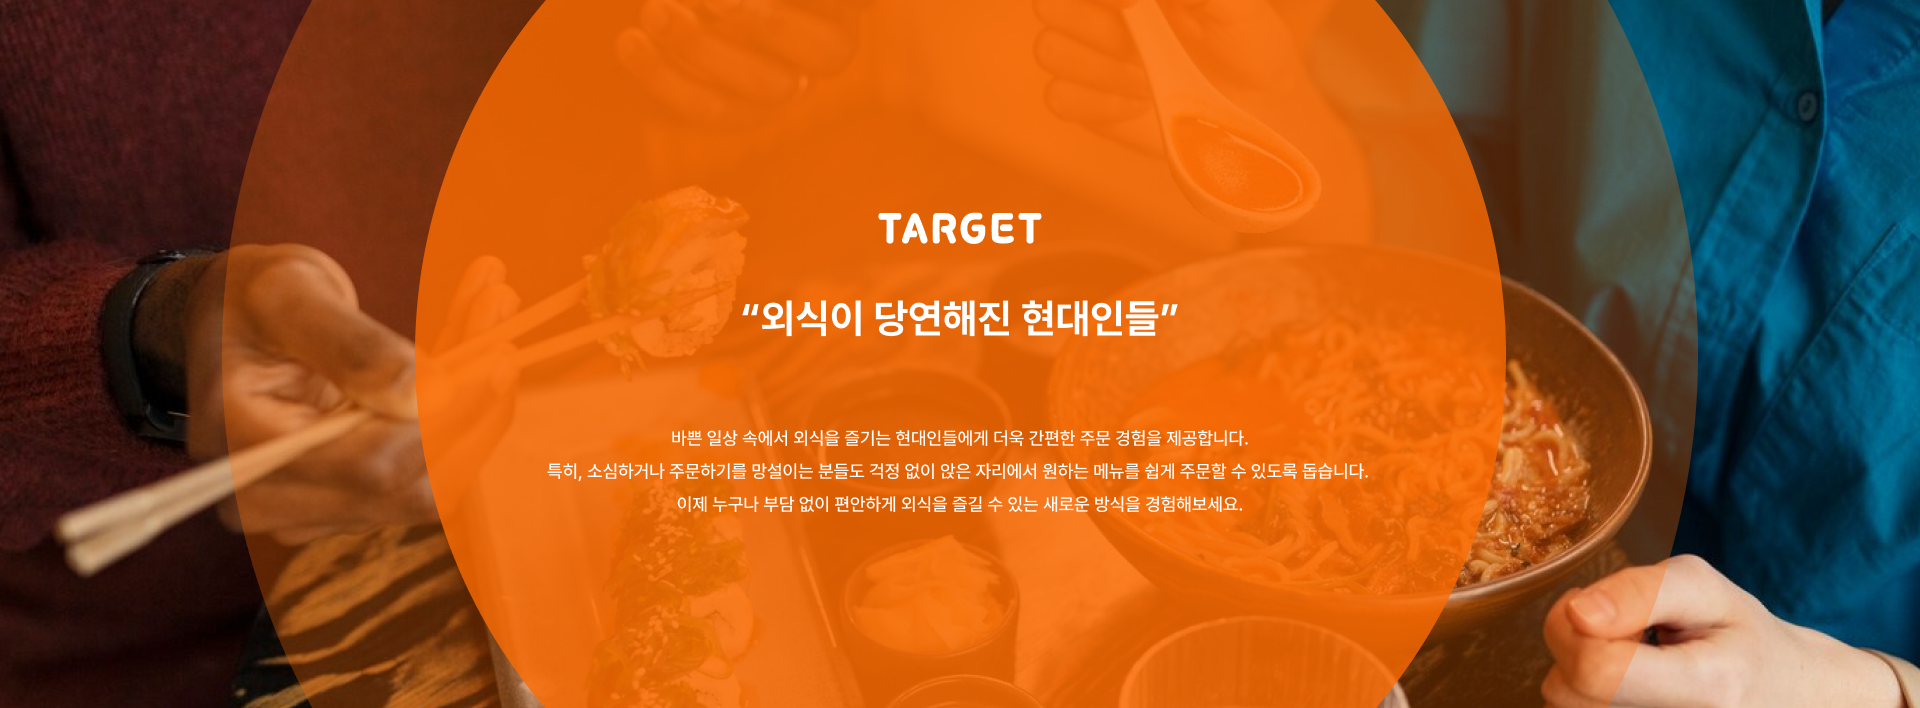 TARGET
“외식이 당연해진 현대인들”
바쁜 일상 속에서 외식을 즐기는 현대인들에게 더욱 간편한 주문 경험을 제공합니다.
특히, 소심하거나 주문하기를 망설이는 분들도 걱정 없이 앉은 자리에서 원하는 메뉴를 쉽게 주문할 수 있도록 돕습니다.
이제 누구나 부담 없이 편안하게 외식을 즐길 수 있는 새로운 방식을 경험해보세요.